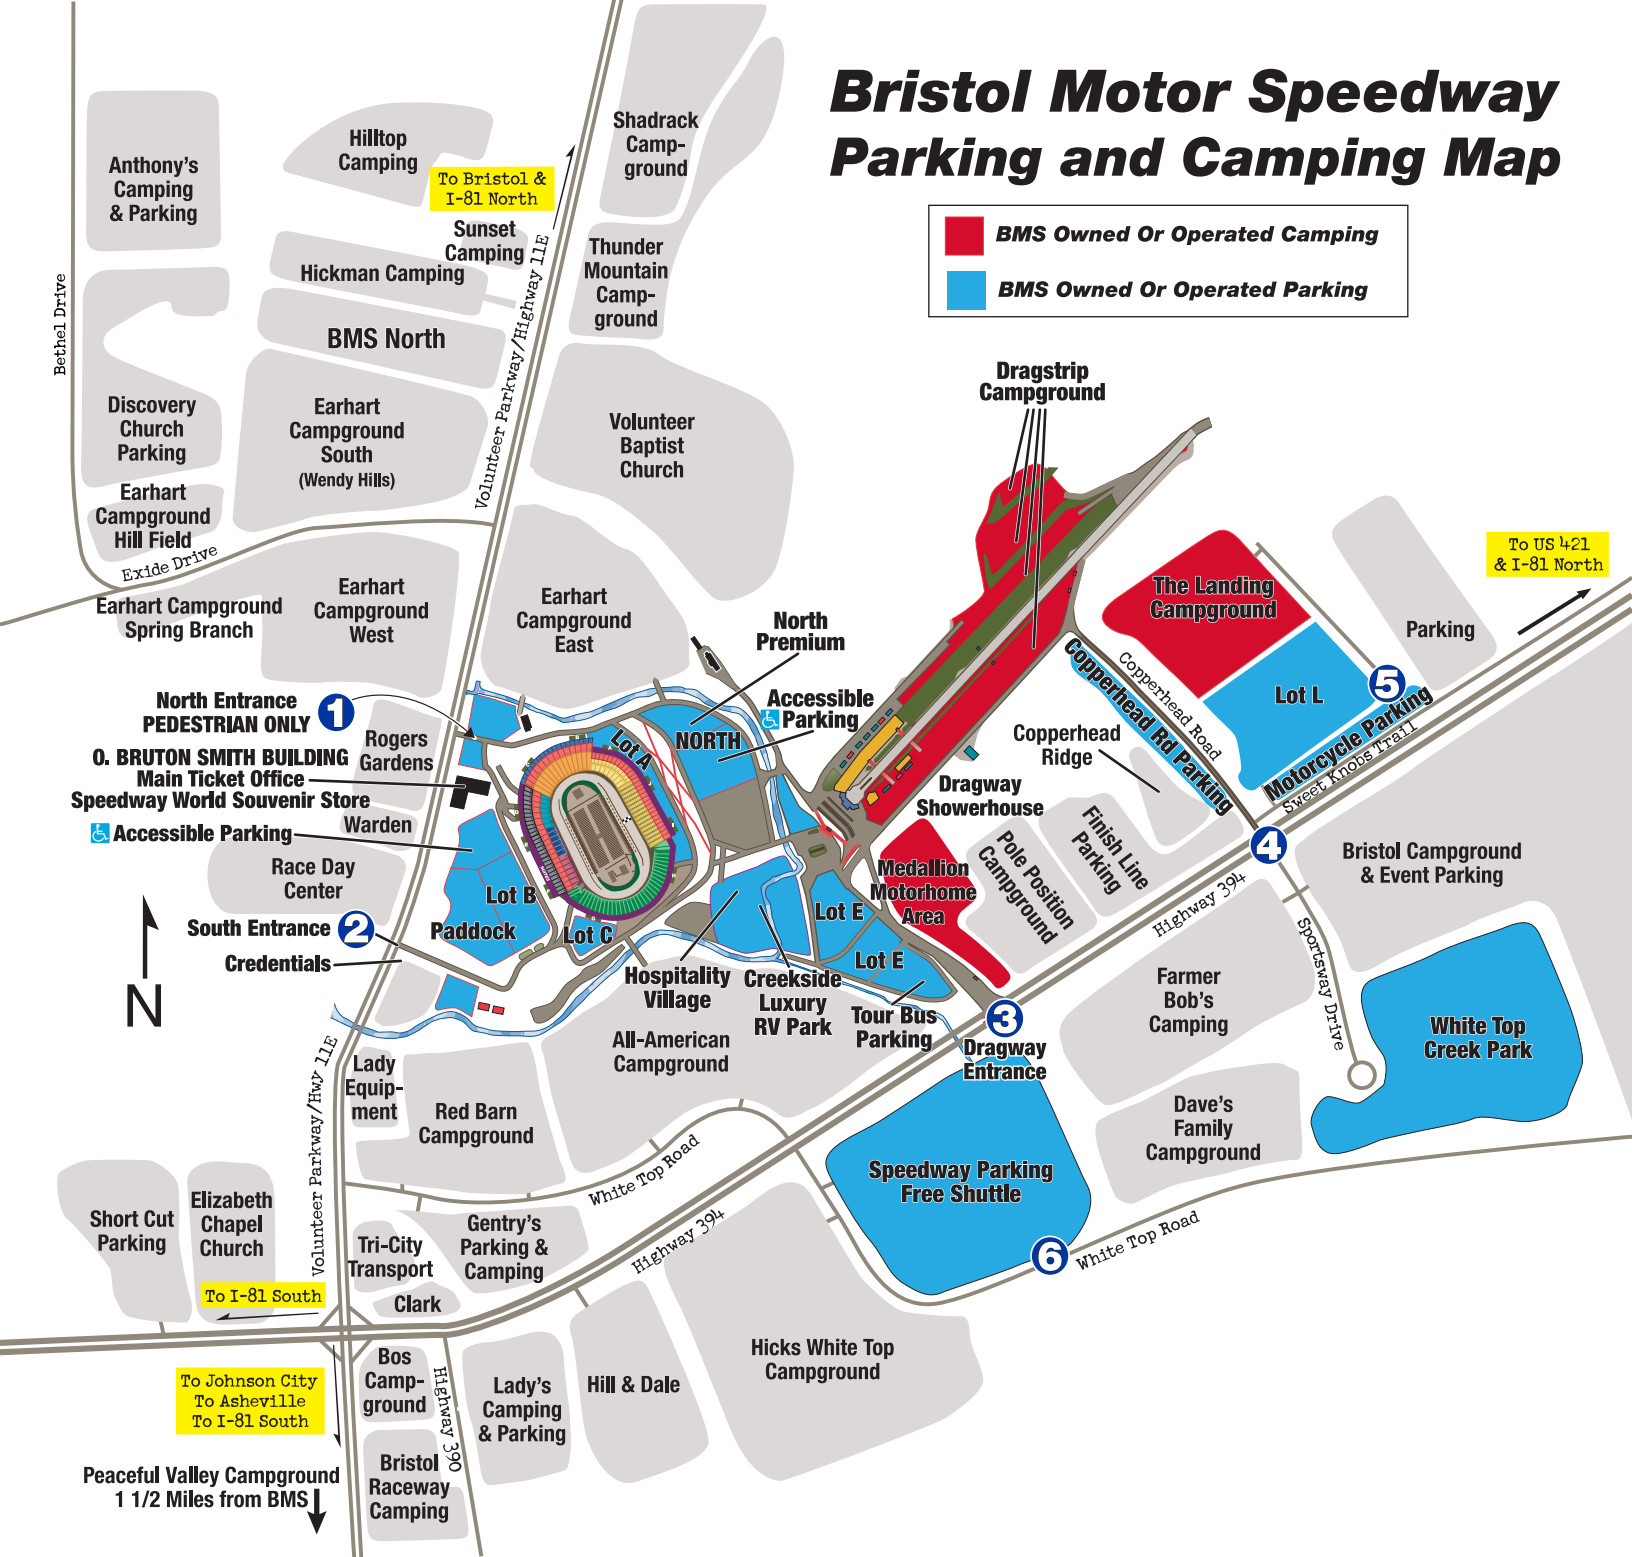 Bristol Motor Speedway
Parking and Camping Map
BMS Owned Or Operated Camping
BMS Owned Or Operated Parking
Shadrack
Camp-
ground
Hilltop
Camping
Anthony's
Camping
& Parking
To Bristol &
I-81 North
Sunset
Camping
Hickman Camping
Thunder
Mountain
Camp-
ground
BMS North
Bethel Drive
Volunteer Parkway/Highway 11E
Discovery
Church
Parking
Earhart
Campground
South
(Wendy Hills)
Volunteer
Baptist
Church
Dragstrip
Campground
Earhart
Campground
Hill Field
Exide Drive
Earhart Campground
Spring Branch
Earhart
Campground
West
Earhart
Campground
East
North
Premium
The Landing
Campground
To US 421
& I-81 North
Parking
Copperhead Road
Copperhead Rd Parking
Lot L
5
Motorcycle Parking
Sweet Knobs Trail
North Entrance
PEDESTRIAN ONLY
1
Accessible
Parking
NORTH
Lot A
Rogers
Gardens
O. BRUTON SMITH BUILDING
Main Ticket Office
Speedway World Souvenir Store
Accessible Parking
Warden
Copperhead
Ridge
Dragway
Showerhouse
Finish Line
Parking
Pole Position
Campground
4
Race Day
Center
Medallion
Motorhome
Area
Bristol Campground
& Event Parking
Highway 394
Lot B
Paddock
Lot C
Lot E
Lot E
South Entrance
2
Credentials
Hospitality
Village
Creekside
Luxury
RV Park
Tour Bus
Parking
3
Dragway
Entrance
Sportsway Drive
Farmer
Bob's
Camping
White Top
Creek Park
N
All-American
Campground
Lady
Equip-
ment
Red Barn
Campground
Volunteer Parkway/Hwy 11E
Dave's
Family
Campground
White Top Road
Speedway Parking
Free Shuttle
6
White Top Road
Short Cut
Parking
Elizabeth
Chapel
Church
Tri-City
Transport
Gentry's
Parking &
Camping
Highway 394
To I-81 South
Clark
Bos
Camp-
ground
Highway 390
Lady's
Camping
& Parking
Hill & Dale
Hicks White Top
Campground
To Johnson City
To Asheville
To I-81 South
Bristol
Raceway
Camping
Peaceful Valley Campground
1 1/2 Miles from BMS